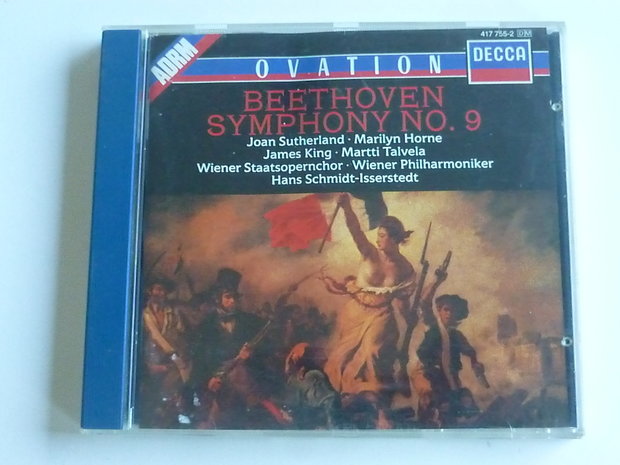 417 755-2 DM
ADRM
OVATION
DECCA
BEETHOVEN
SYMPHONY NO. 9
Joan Sutherland · Marilyn Horne
James King · Martti Talvela
Wiener Staatsopernchor · Wiener Philharmoniker
Hans Schmidt-Isserstedt